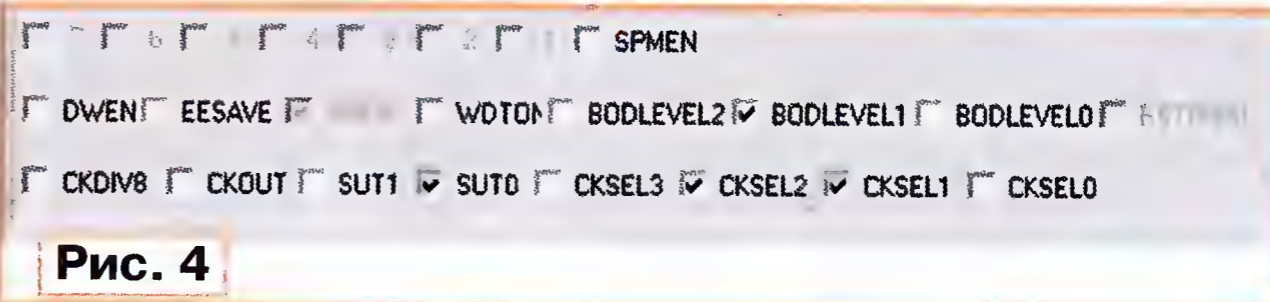 SPMEN
DWEN EESAVE WDTON BODLEVEL2 BODLEVEL1 BODLEVEL0
CKDIV8 CKOUT SUT1 SUT0 CKSEL3 CKSEL2 CKSEL1 CKSEL0
Рис. 4